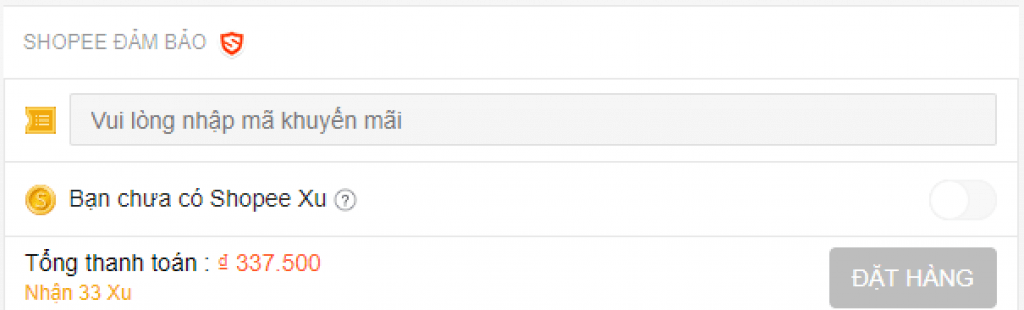 SHOPEE ĐẢM BẢO
Vui lòng nhập mã khuyến mãi
Bạn chưa có Shopee Xu ?
Tổng thanh toán : ₫ 337.500
Nhận 33 Xu
ĐẶT HÀNG